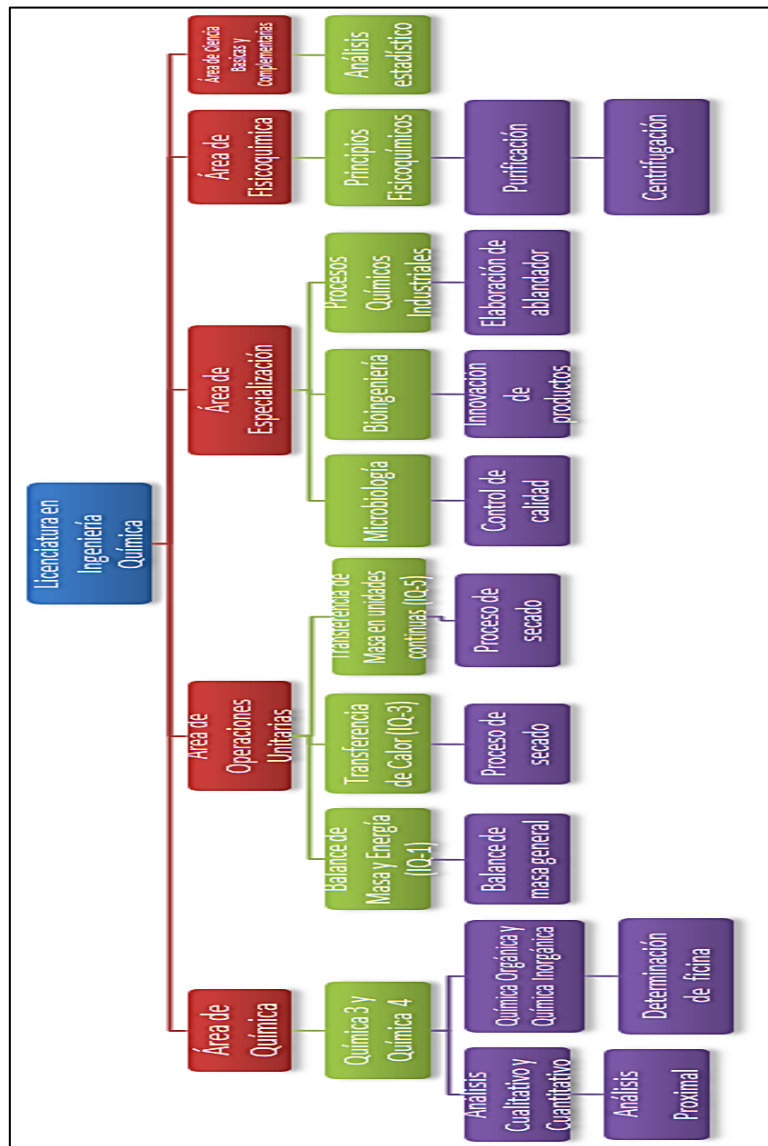 Licenciatura en
Ingeniería
Química
Área de
Química
Área de
Operaciones
Unitarias
Área de
Especialización
Área de
Fisicoquímica
Área de Ciencia
Basicas y
Complementarias
Química 3 y
Química 4
Balance de
Masa y Energía
(IQ-1)
Transferencia
de Calor (IQ-3)
Transferencia de
Masa en unidades
continuas (IQ-5)
Microbiología
Bioingeniería
Procesos
Químicos
Industriales
Principios
Fisicoquímicos
Análisis
estadístico
Análisis
Cualitativo y
Cuantitativo
Química Orgánica y
Química Inorgánica
Balance de
masa general
Proceso de
secado
Proceso de
secado
Control de
calidad
Innovación
de
productos
Elaboración de
ablandador
Purificación
Análisis
Proximal
Determinación
de ficina
Centrifugación